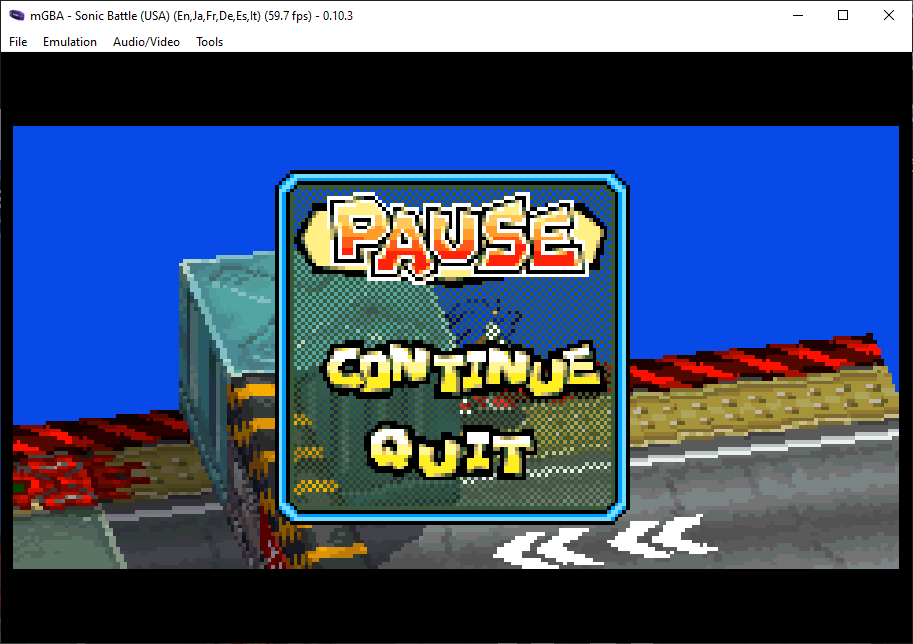 mGBA - Sonic Battle (USA) (En,Ja,Fr,De,Es,It) (59.7 fps) - 0.10.3
File Emulation Audio/Video Tools
PAUSE
CONTINUE
QUIT